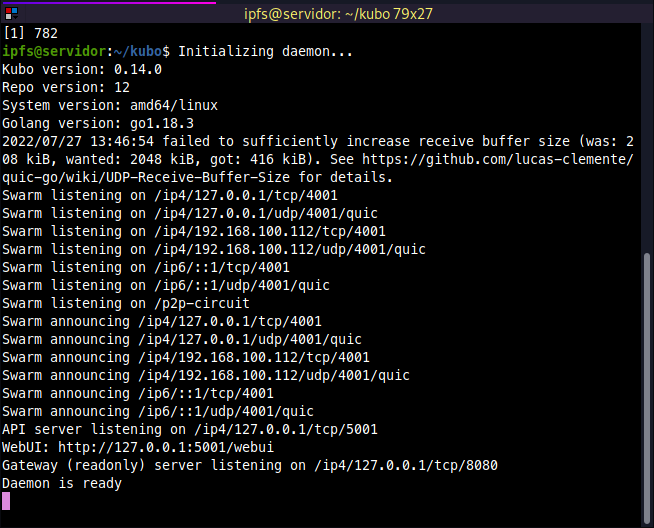 ipfs@servidor: ~/kubo 79x27
[1] 782
ipfs@servidor:~/kubo$ Initializing daemon...
Kubo version: 0.14.0
Repo version: 12
System version: amd64/linux
Golang version: go1.18.3
2022/07/27 13:46:54 failed to sufficiently increase receive buffer size (was: 2
08 kiB, wanted: 2048 kiB, got: 416 kiB). See https://github.com/lucas-clemente/
quic-go/wiki/UDP-Receive-Buffer-Size for details.
Swarm listening on /ip4/127.0.0.1/tcp/4001
Swarm listening on /ip4/127.0.0.1/udp/4001/quic
Swarm listening on /ip4/192.168.100.112/tcp/4001
Swarm listening on /ip4/192.168.100.112/udp/4001/quic
Swarm listening on /ip6/::1/tcp/4001
Swarm listening on /ip6/::1/udp/4001/quic
Swarm listening on /p2p-circuit
Swarm announcing /ip4/127.0.0.1/tcp/4001
Swarm announcing /ip4/127.0.0.1/udp/4001/quic
Swarm announcing /ip4/192.168.100.112/tcp/4001
Swarm announcing /ip4/192.168.100.112/udp/4001/quic
Swarm announcing /ip6/::1/tcp/4001
Swarm announcing /ip6/::1/udp/4001/quic
API server listening on /ip4/127.0.0.1/tcp/5001
WebUI: http://127.0.0.1:5001/webui
Gateway (readonly) server listening on /ip4/127.0.0.1/tcp/8080
Daemon is ready